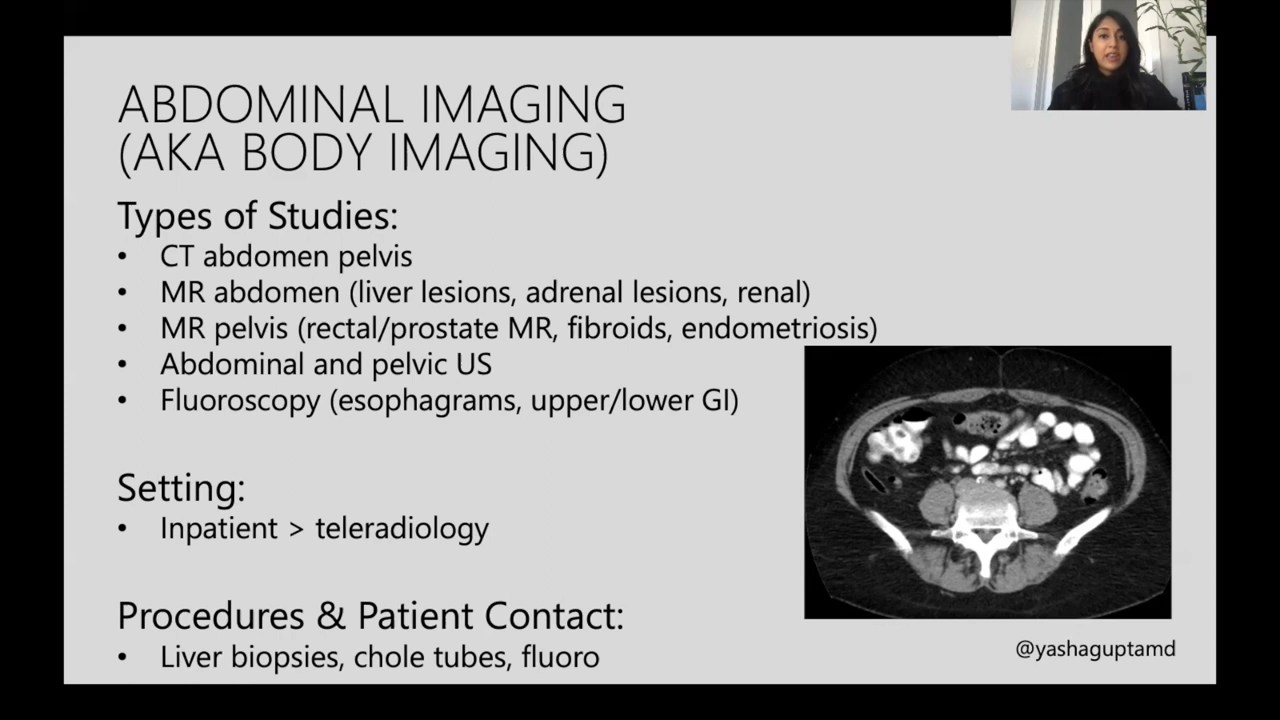 ABDOMINAL IMAGING
(AKA BODY IMAGING)
Types of Studies:
• CT abdomen pelvis
• MR abdomen (liver lesions, adrenal lesions, renal)
• MR pelvis (rectal/prostate MR, fibroids, endometriosis)
• Abdominal and pelvic US
• Fluoroscopy (esophagrams, upper/lower GI)
Setting:
• Inpatient > teleradiology
Procedures & Patient Contact:
• Liver biopsies, chole tubes, fluoro
@yashaguptamd